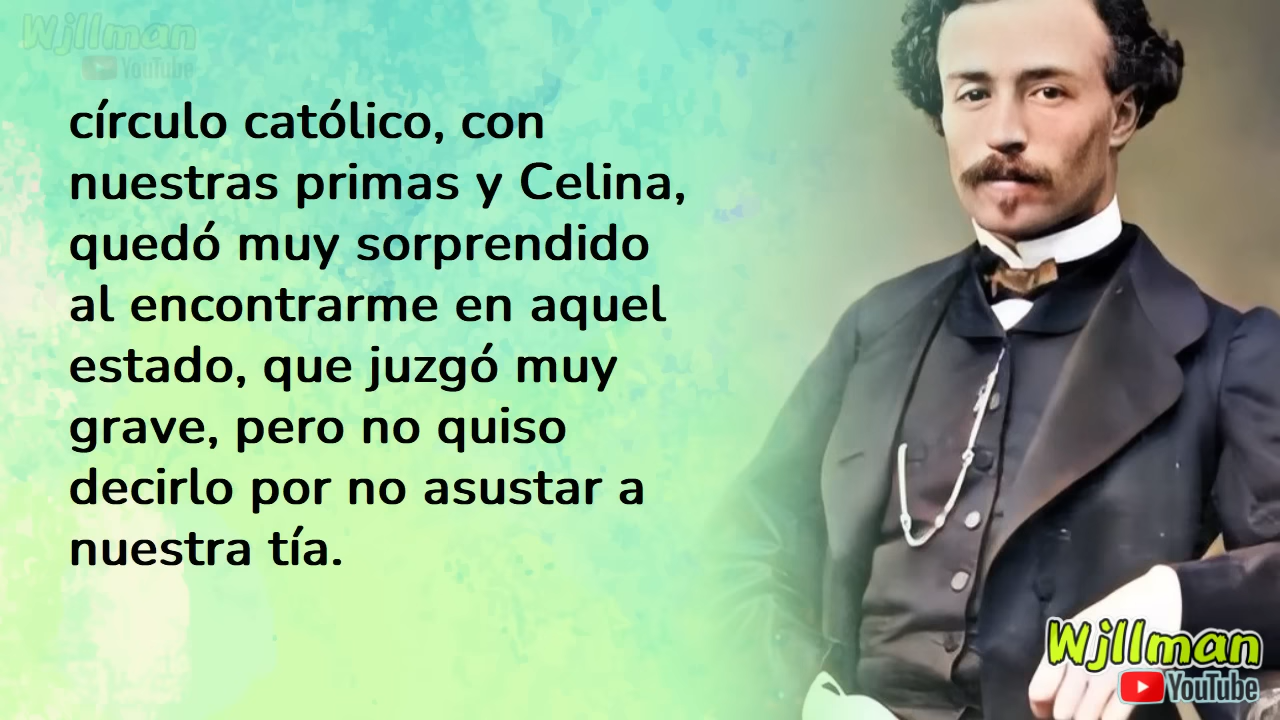 Wjllman
YouTube
círculo católico, con
nuestras primas y Celina,
quedó muy sorprendido
al encontrarme en aquel
estado, que juzgó muy
grave, pero no quiso
decirlo por no asustar a
nuestra tía.
Wjllman
YouTube